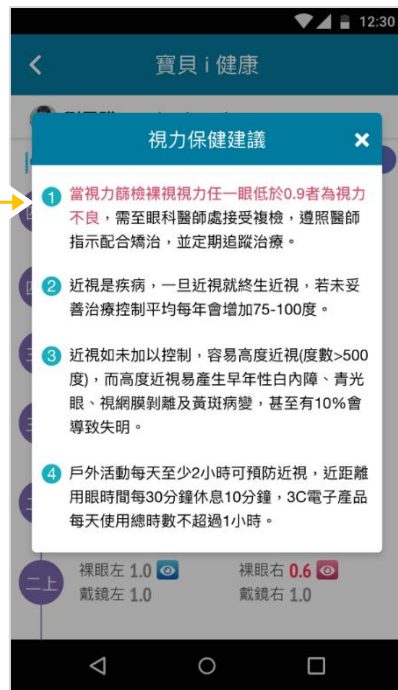 12:30
寶貝 i 健康
視力保健建議
1 當視力篩檢裸視視力任一眼低於0.9者為視力
不良，需至眼科醫師處接受複檢，遵照醫師
指示配合矯治，並定期追蹤治療。
2 近視是疾病，一旦近視就終生近視，若未妥
善治療控制平均每年會增加75-100度。
3 近視如未加以控制，容易高度近視(度數>500
度)，而高度近視易產生早年性白內障、青光
眼、視網膜剝離及黃斑病變，甚至有10%會
導致失明。
4 戶外活動每天至少2小時可預防近視，近距離
用眼時間每30分鐘休息10分鐘，3C電子產品
每天使用總時數不超過1小時。
二上 裸眼左 1.0 裸眼右 0.6
戴鏡左 1.0 戴鏡右 1.0